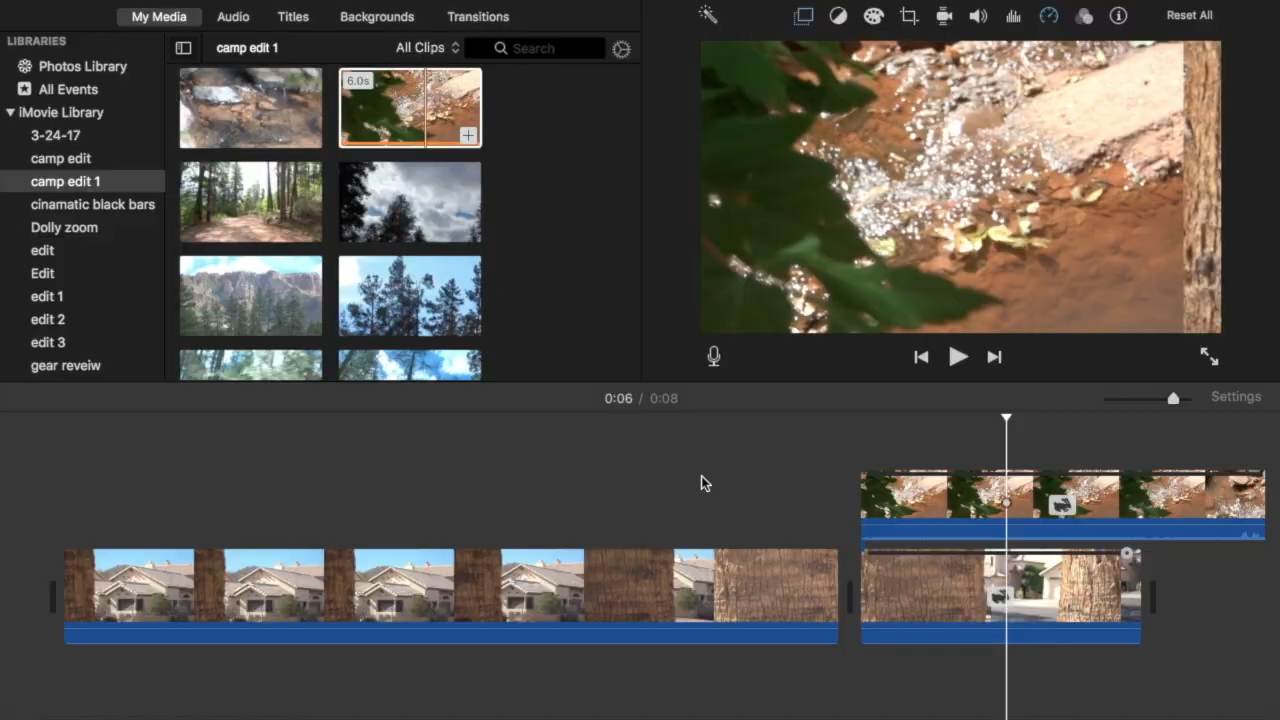 My Media Audio Titles Backgrounds Transitions
Reset All
LIBRARIES
camp edit 1
All Clips
Search
Photos Library
All Events
iMovie Library
3-24-17
camp edit
camp edit 1
cinamatic black bars
Dolly zoom
edit
Edit
edit 1
edit 2
edit 3
gear reveiw
6.0s
0:06 / 0:08
Settings